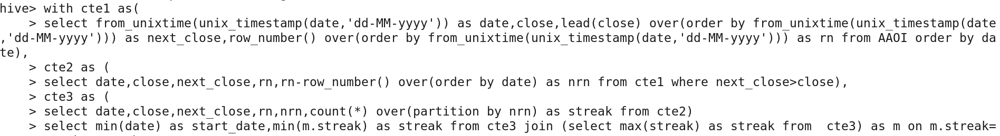 hive> with cte1 as(
    > select from_unixtime(unix_timestamp(date,'dd-MM-yyyy')) as date,close,lead(close) over(order by from_unixtime(unix_timestamp(date
,'dd-MM-yyyy'))) as next_close,row_number() over(order by from_unixtime(unix_timestamp(date,'dd-MM-yyyy'))) as rn from AAOI order by da
te),
    > cte2 as (
    > select date,close,next_close,rn,rn-row_number() over(order by date) as nrn from cte1 where next_close>close),
    > cte3 as (
    > select date,close,next_close,rn,nrn,count(*) over(partition by nrn) as streak from cte2)
    > select min(date) as start_date,min(m.streak) as streak from cte3 join (select max(streak) as streak from  cte3) as m on m.streak=